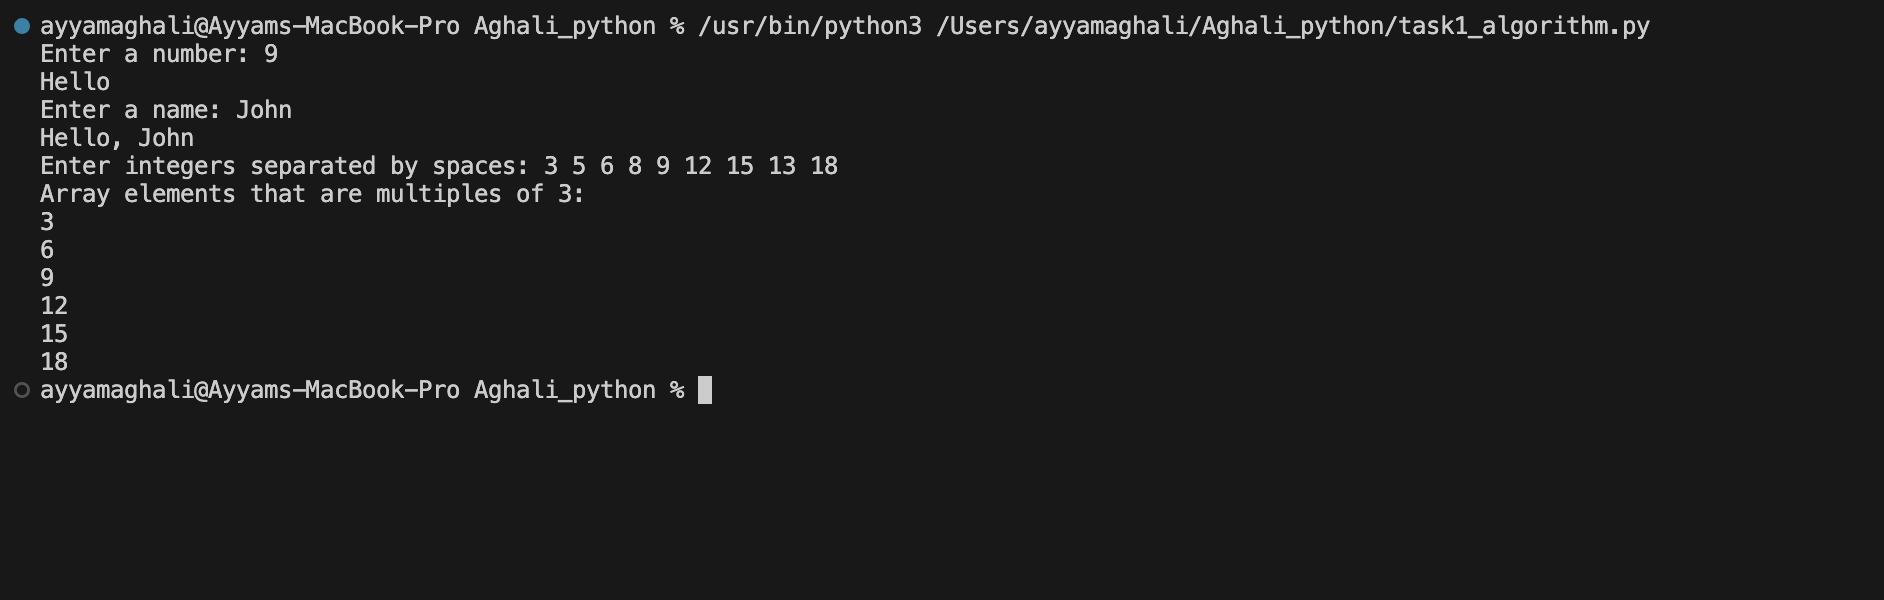 ayyamaghali@Ayyams-MacBook-Pro Aghali_python % /usr/bin/python3 /Users/ayyamaghali/Aghali_python/task1_algorithm.py
Enter a number: 9
Hello
Enter a name: John
Hello, John
Enter integers separated by spaces: 3 5 6 8 9 12 15 13 18
Array elements that are multiples of 3:
3
6
9
12
15
18
ayyamaghali@Ayyams-MacBook-Pro Aghali_python %